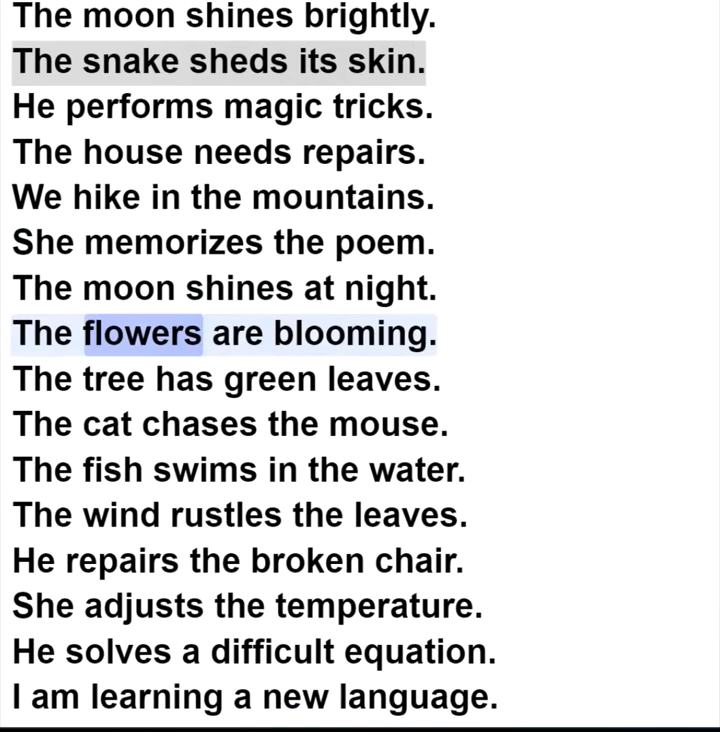 The moon shines brightly.
The snake sheds its skin.
He performs magic tricks.
The house needs repairs.
We hike in the mountains.
She memorizes the poem.
The moon shines at night.
The flowers are blooming.
The tree has green leaves.
The cat chases the mouse.
The fish swims in the water.
The wind rustles the leaves.
He repairs the broken chair.
She adjusts the temperature.
He solves a difficult equation.
I am learning a new language.